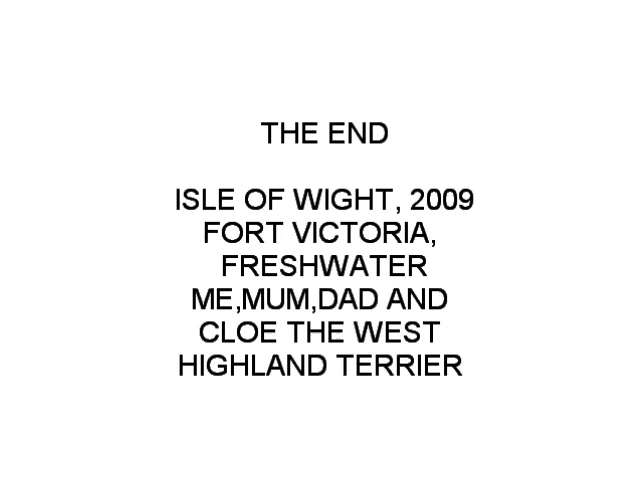 THE END
ISLE OF WIGHT, 2009
FORT VICTORIA,
FRESHWATER
ME,MUM,DAD AND
CLOE THE WEST
HIGHLAND TERRIER